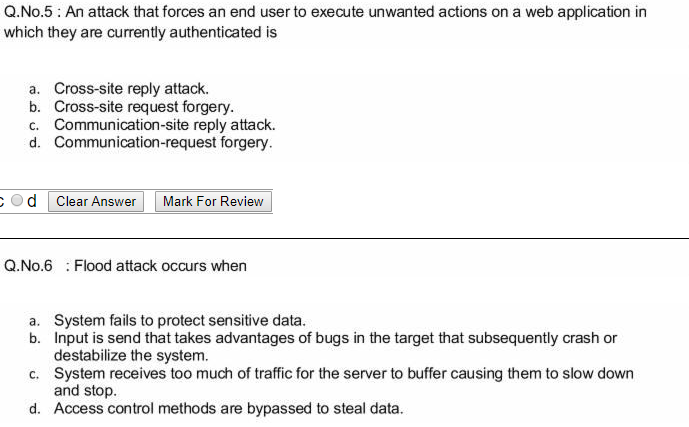 Q.No.5 : An attack that forces an end user to execute unwanted actions on a web application in
which they are currently authenticated is
a. Cross-site reply attack.
b. Cross-site request forgery.
c. Communication-site reply attack.
d. Communication-request forgery.
d Clear Answer Mark For Review
Q.No.6 : Flood attack occurs when
a. System fails to protect sensitive data.
b. Input is send that takes advantages of bugs in the target that subsequently crash or
destabilize the system.
c. System receives too much of traffic for the server to buffer causing them to slow down
and stop.
d. Access control methods are bypassed to steal data.